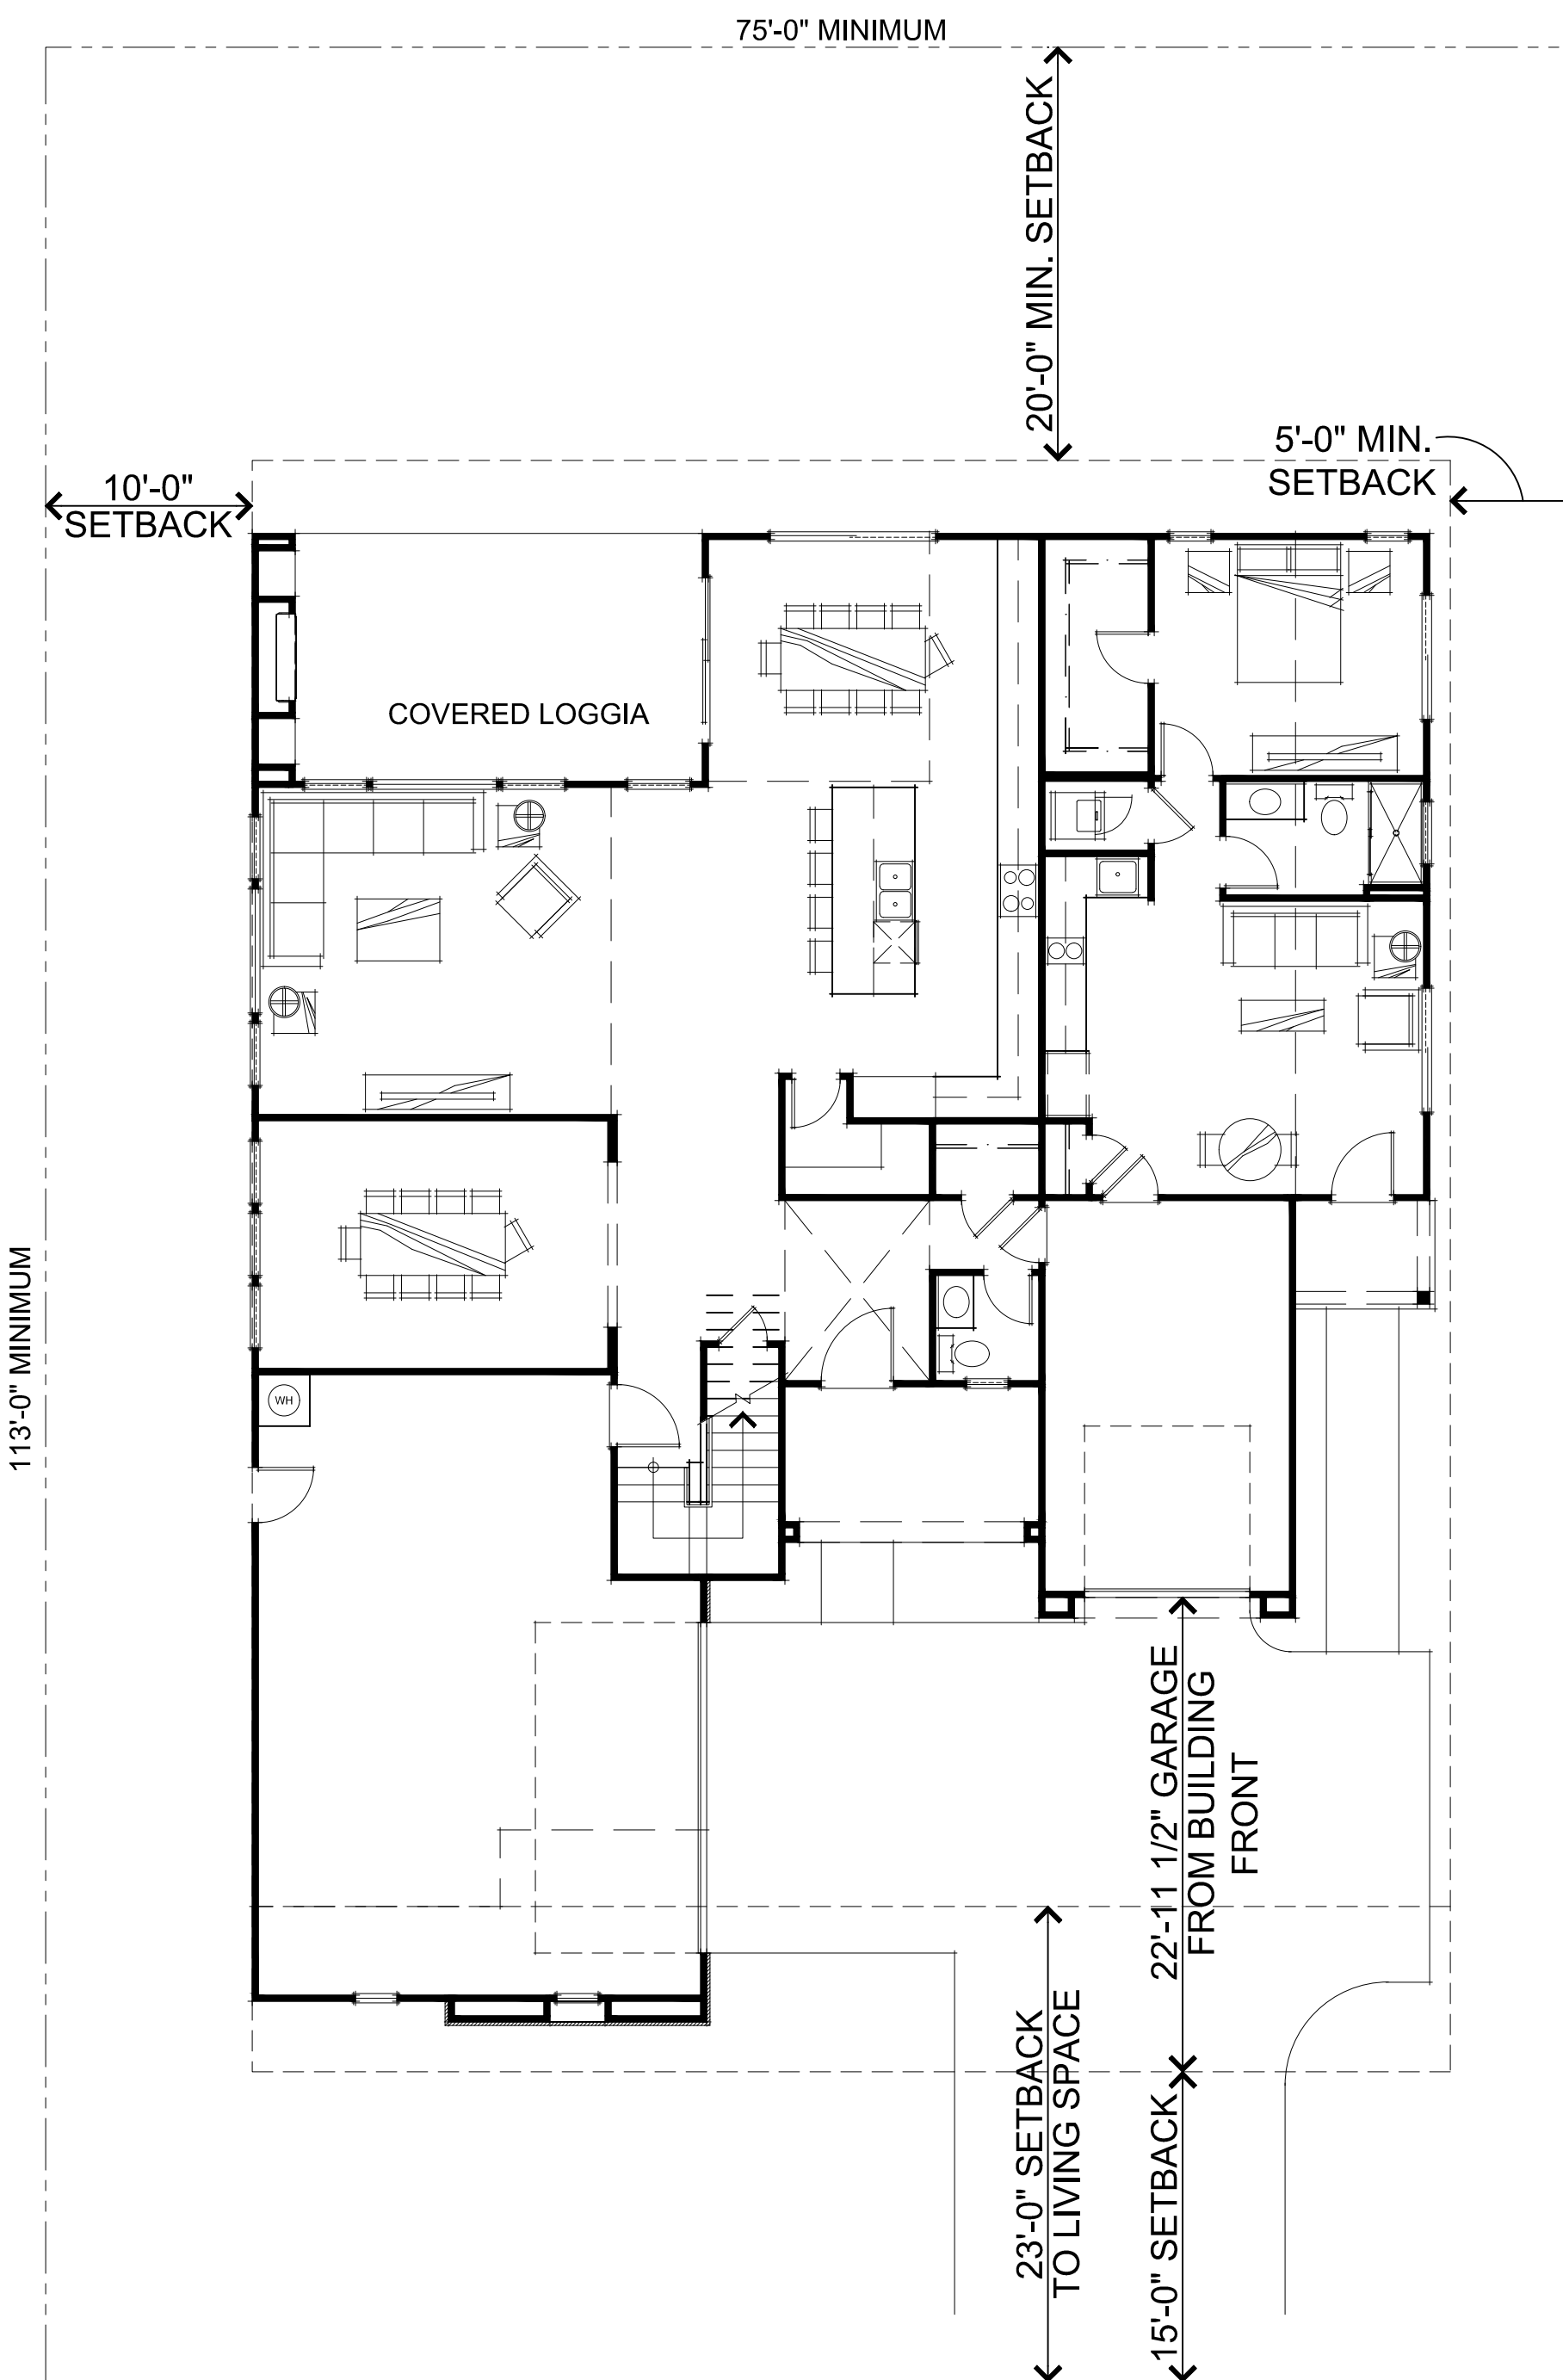 75'-0" MINIMUM
20'-0" MIN. SETBACK
5'-0" MIN.
SETBACK
10'-0"
SETBACK
COVERED LOGGIA
113'-0" MINIMUM
WH
22'-11 1/2" GARAGE
FROM BUILDING
FRONT
23'-0" SETBACK
TO LIVING SPACE
15'-0" SETBACK